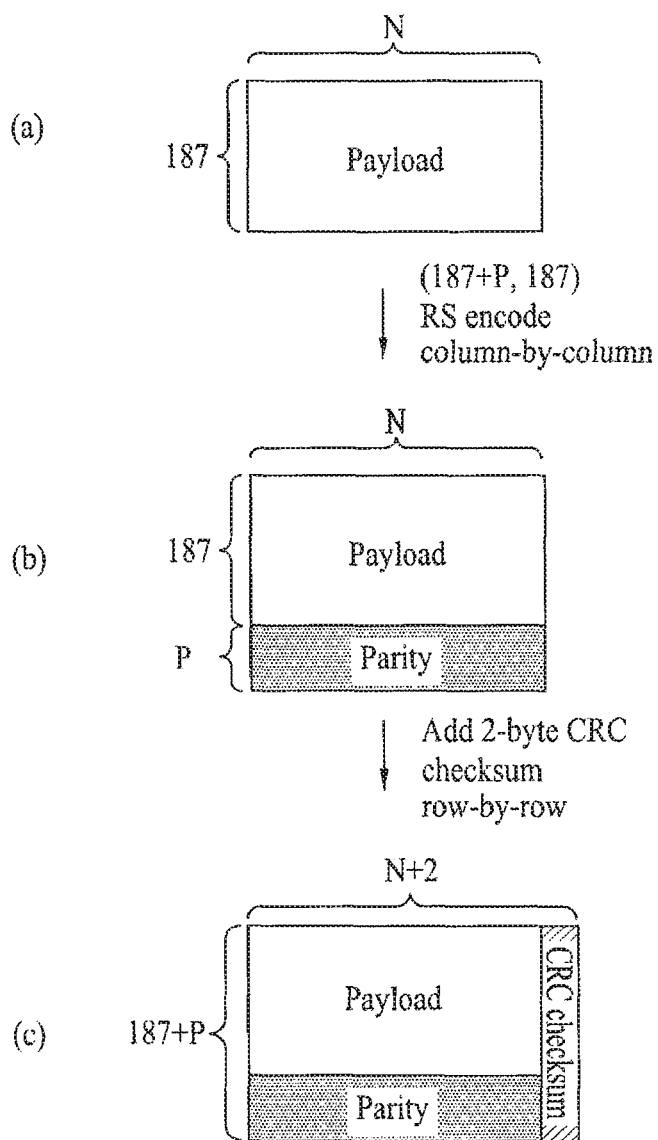 N
(a)
187
Payload
(187+P, 187)
RS encode
column-by-column
N
(b)
187
Payload
P
Parity
Add 2-byte CRC
checksum
row-by-row
N+2
(c)
187+P
Payload
CRC checksum
Parity